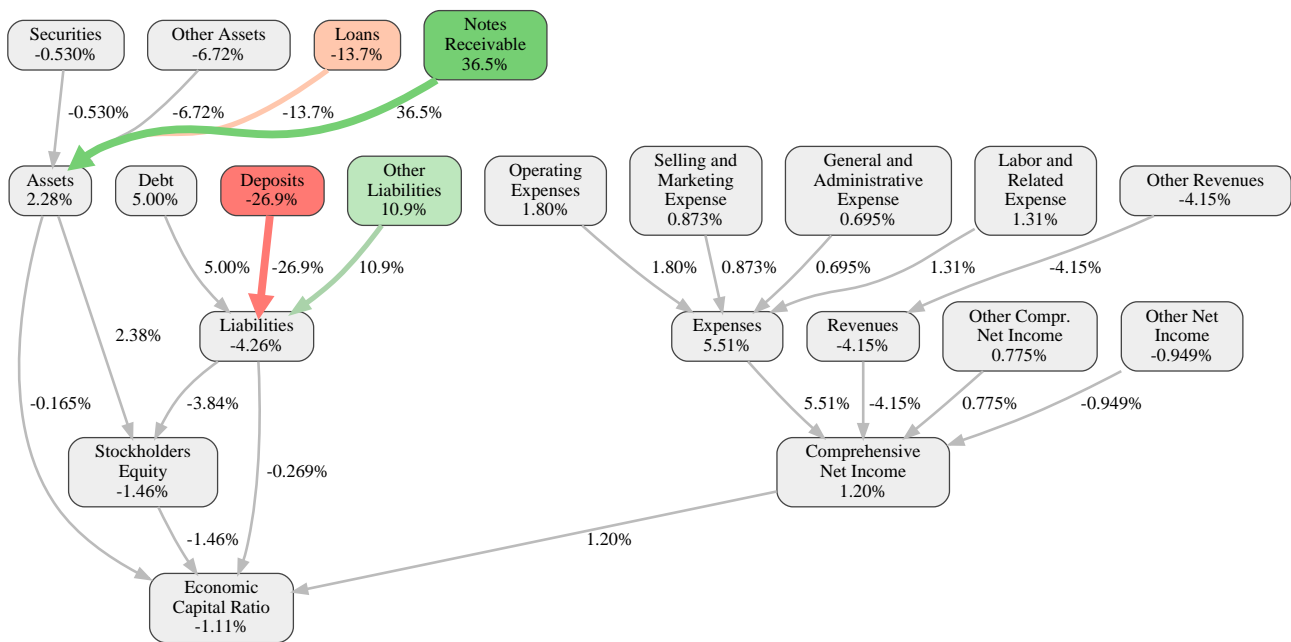 Securities
-0.530%
Other Assets
-6.72%
Loans
-13.7%
Notes
Receivable
36.5%
-0.530%
-6.72%
-13.7%
36.5%
Assets
2.28%
Debt
5.00%
Deposits
-26.9%
Other
Liabilities
10.9%
Operating
Expenses
1.80%
Selling and
Marketing
Expense
0.873%
General and
Administrative
Expense
0.695%
Labor and
Related
Expense
1.31%
Other Revenues
-4.15%
5.00%
-26.9%
10.9%
1.80%
0.873%
0.695%
1.31%
-4.15%
2.38%
Liabilities
-4.26%
Expenses
5.51%
Revenues
-4.15%
Other Compr.
Net Income
0.775%
Other Net
Income
-0.949%
-0.165%
-3.84%
5.51%
-4.15%
0.775%
-0.949%
Stockholders
Equity
-1.46%
-0.269%
Comprehensive
Net Income
1.20%
-1.46%
1.20%
Economic
Capital Ratio
-1.11%